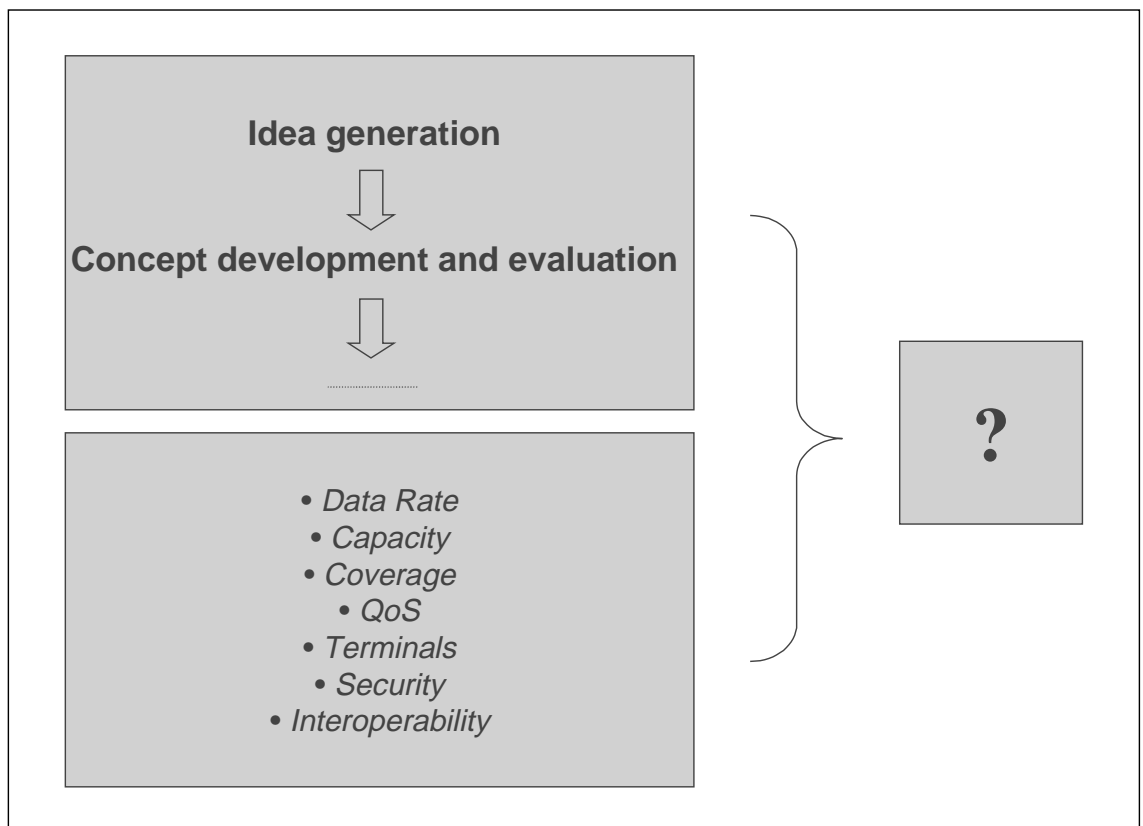 Idea generation
Concept development and evaluation
..............................
• Data Rate
• Capacity
• Coverage
• QoS
• Terminals
• Security
• Interoperability
?